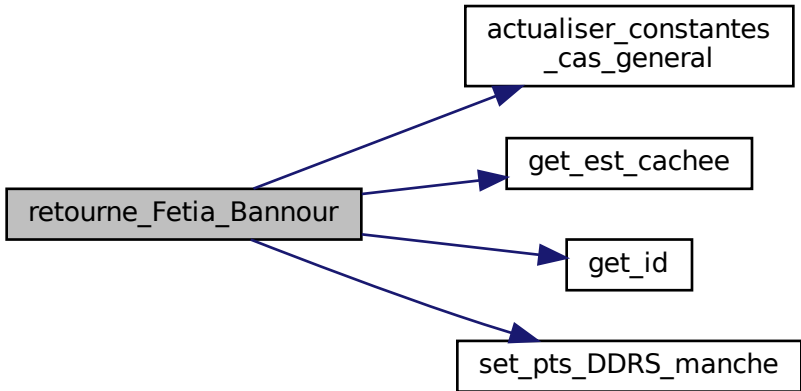 actualiser_constantes
_cas_general
get_est_cachee
retourne_Fetia_Bannour
get_id
set_pts_DDRS_manche